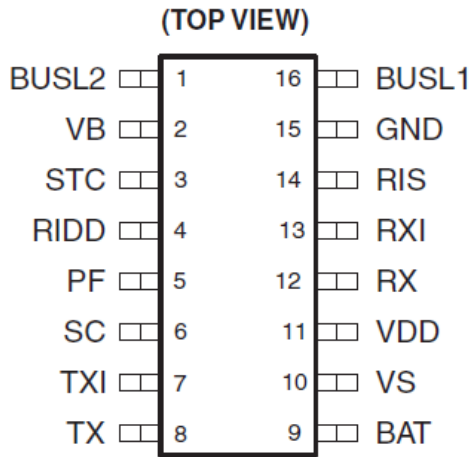 (TOP VIEW)
BUSL2 1 16 BUSL1
VB 2 15 GND
STC 3 14 RIS
RIDD 4 13 RXI
PF 5 12 RX
SC 6 11 VDD
TXI 7 10 VS
TX 8 9 BAT